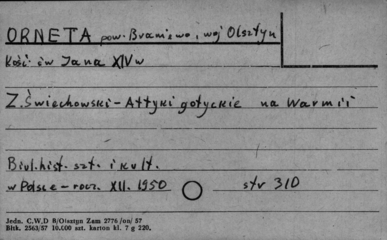 ORNETA pow. Braniewo, woj Olsztyn
Kość. św Jana XIV w
Z. Świechowski - Attyki gotyckie na Warmii
Biul. hist. szt. i kult.
w Polsce - rocz. XII. 1950 str 310
Jedn. C.W.D R/Olsztyn Zam 2776 /on/ 57
Bltk. 2563/57 10.000 szt. karton kl. 7 g 220.